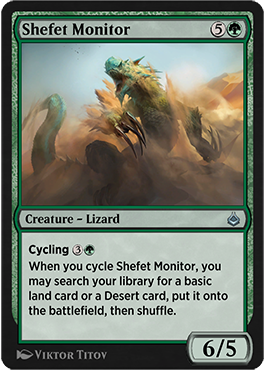 Shefet Monitor 5
Creature ~ Lizard
Cycling 3
When you cycle Shefet Monitor, you
may search your library for a basic
land card or a Desert card, put it onto
the battlefield, then shuffle.
6/5
Viktor Titov